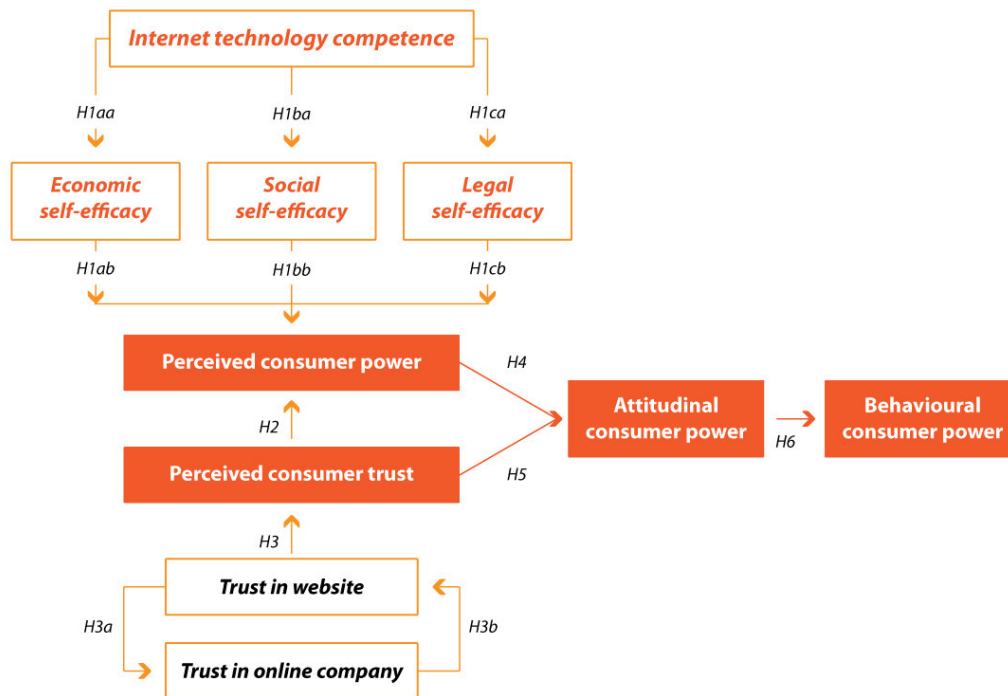 Internet technology competence
H1aa
H1ba
H1ca
Economic
self-efficacy
Social
self-efficacy
Legal
self-efficacy
H1ab
H1bb
H1cb
Perceived consumer power
H4
Attitudinal
consumer power
Behavioural
consumer power
H2
H6
Perceived consumer trust
H5
H3
Trust in website
H3a
H3b
Trust in online company